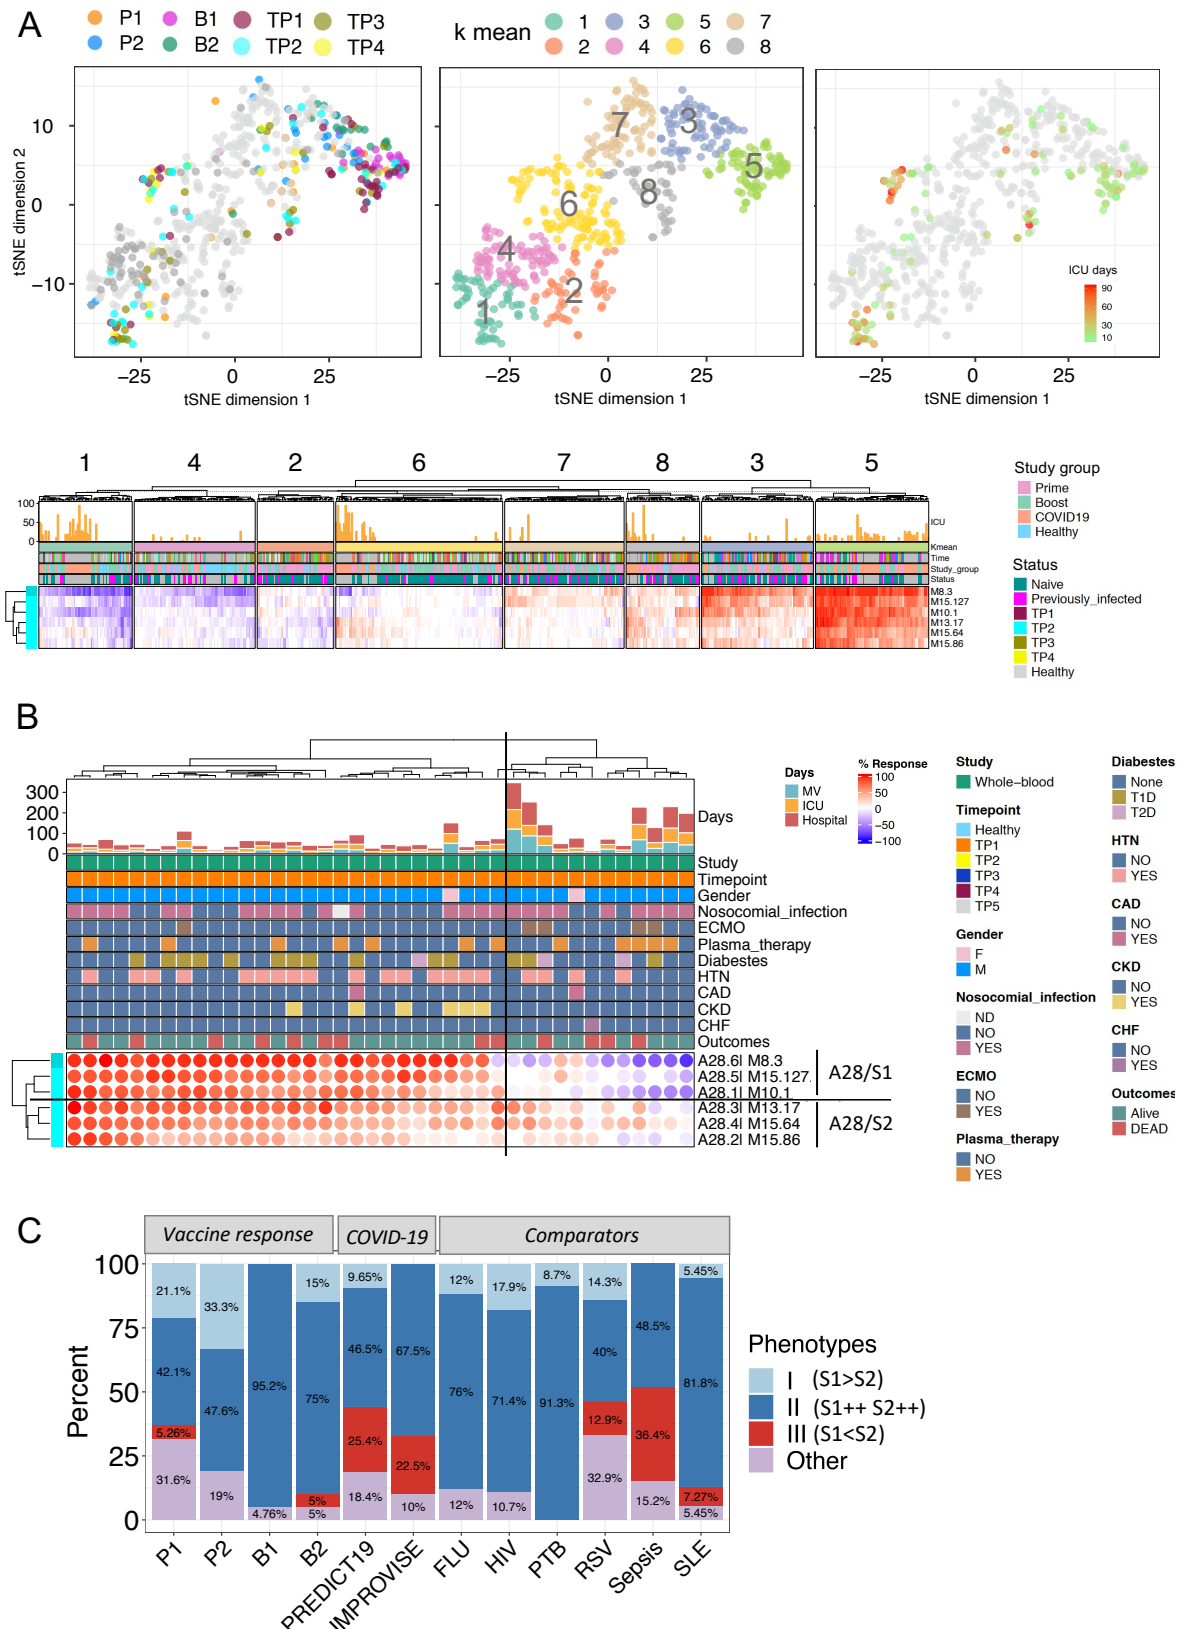 A
P1 B1 TP1 TP3
P2 B2 TP2 TP4
k mean
1 3 5 7
2 4 6 8
tSNE dimension 2
10
0
−10
−25 0 25
tSNE dimension 1
7
3
5
8
6
4
2
1
−25 0 25
tSNE dimension 1
ICU days
90
60
30
10
−25 0 25
tSNE dimension 1
1 4 2 6 7 8 3 5
100
50
0
ICU
Kmean
Time
Study_group
Status
M8.3
M15.127
M10.1
M13.17
M15.64
M15.86
Study group
Prime
Boost
COVID19
Healthy
Status
Naive
Previously_infected
TP1
TP2
TP3
TP4
Healthy
B
300
200
100
0
Days
Study
Timepoint
Gender
Nosocomial_infection
ECMO
Plasma_therapy
Diabestes
HTN
CAD
CKD
CHF
Outcomes
A28.6l M8.3
A28.5l M15.127
A28.1l M10.1
A28.3l M13.17
A28.4l M15.64
A28.2l M15.86
A28/S1
A28/S2
Days
MV
ICU
Hospital
% Response
100
50
0
−50
−100
Study
Whole−blood
Timepoint
Healthy
TP1
TP2
TP3
TP4
TP5
Gender
F
M
Nosocomial_infection
ND
NO
YES
ECMO
NO
YES
Plasma_therapy
NO
YES
Diabestes
None
T1D
T2D
HTN
NO
YES
CAD
NO
YES
CKD
NO
YES
CHF
NO
YES
Outcomes
Alive
DEAD
C
Vaccine response
COVID-19
Comparators
Percent
100
75
50
25
0
21.1%
42.1%
5.26%
31.6%
33.3%
47.6%
19%
95.2%
4.76%
15%
75%
5%
5%
9.65%
46.5%
25.4%
18.4%
67.5%
22.5%
10%
12%
76%
12%
17.9%
71.4%
10.7%
8.7%
91.3%
14.3%
40%
12.9%
32.9%
48.5%
36.4%
15.2%
5.45%
81.8%
7.27%
5.45%
P1
P2
B1
B2
PREDICT19
IMPROVISE
FLU
HIV
PTB
RSV
Sepsis
SLE
Phenotypes
I (S1>S2)
II (S1++ S2++)
III (S1<S2)
Other